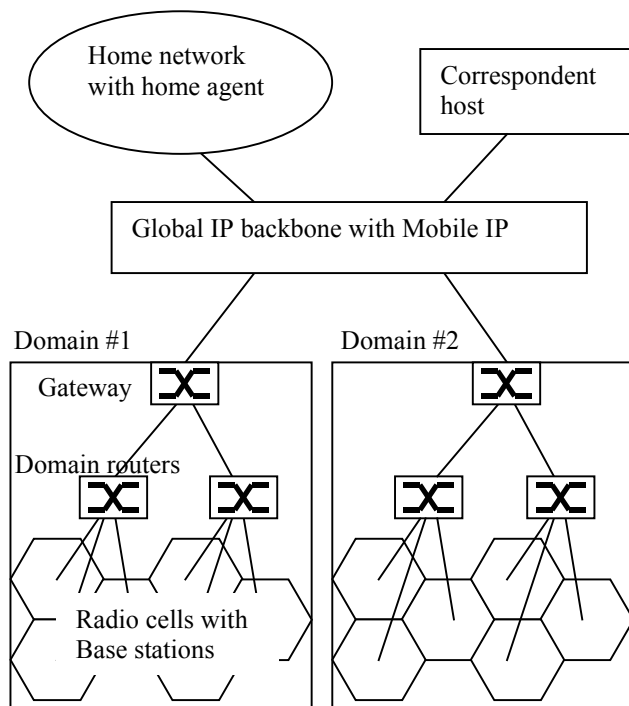 Home network
with home agent
Correspondent
host
Global IP backbone with Mobile IP
Domain #1
Domain #2
Gateway
Domain routers
Radio cells with
Base stations